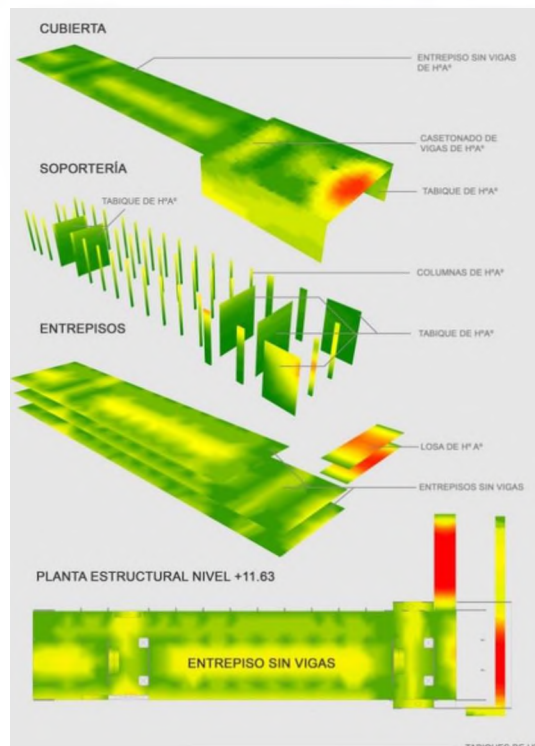 CUBIERTA
ENTREPISO SIN VIGAS
DE HºAº
CASETONADO DE
VIGAS DE HºAº
TABIQUE DE HºAº
SOPORTERÍA
TABIQUE DE HºAº
COLUMNAS DE HºAº
TABIQUE DE HºAº
ENTREPISOS
LOSA DE Hº Aº
ENTREPISOS SIN VIGAS
PLANTA ESTRUCTURAL NIVEL +11.63
ENTREPISO SIN VIGAS